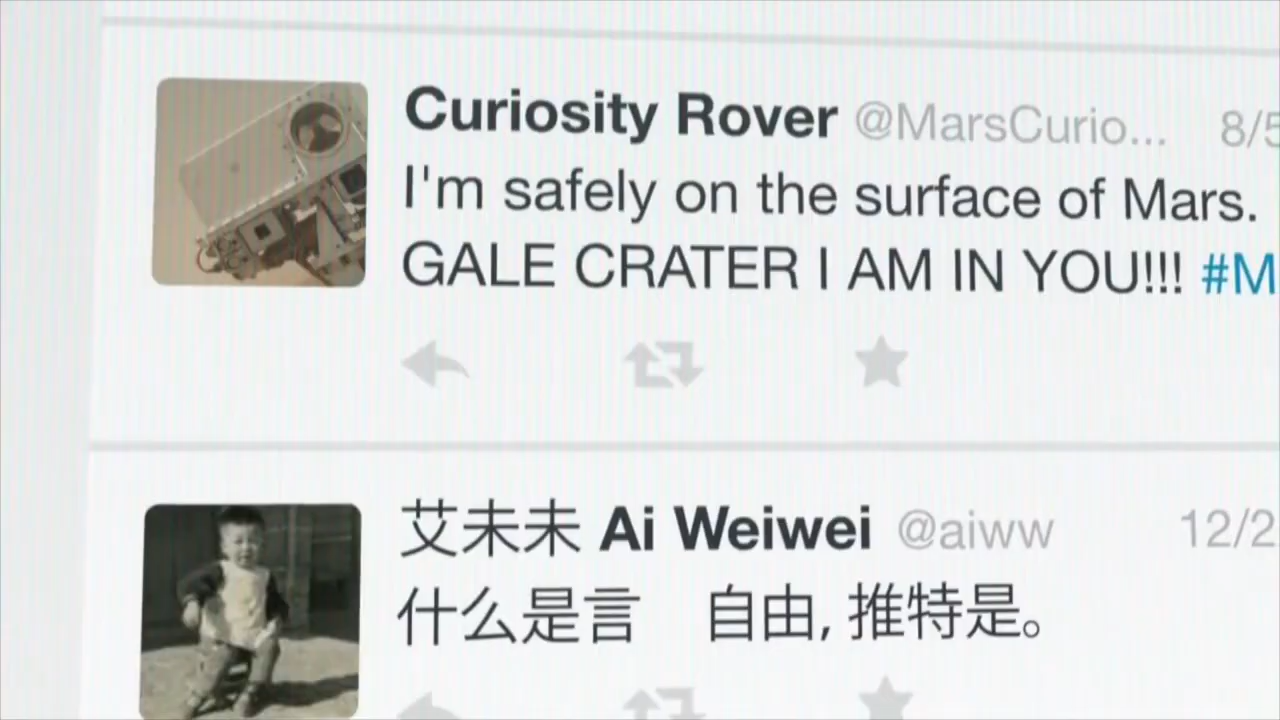 Curiosity Rover @MarsCurio... 8/5
I'm safely on the surface of Mars.
GALE CRATER I AM IN YOU!!! #M
艾未未 Ai Weiwei @aiww 12/2
什么是言　自由, 推特是。